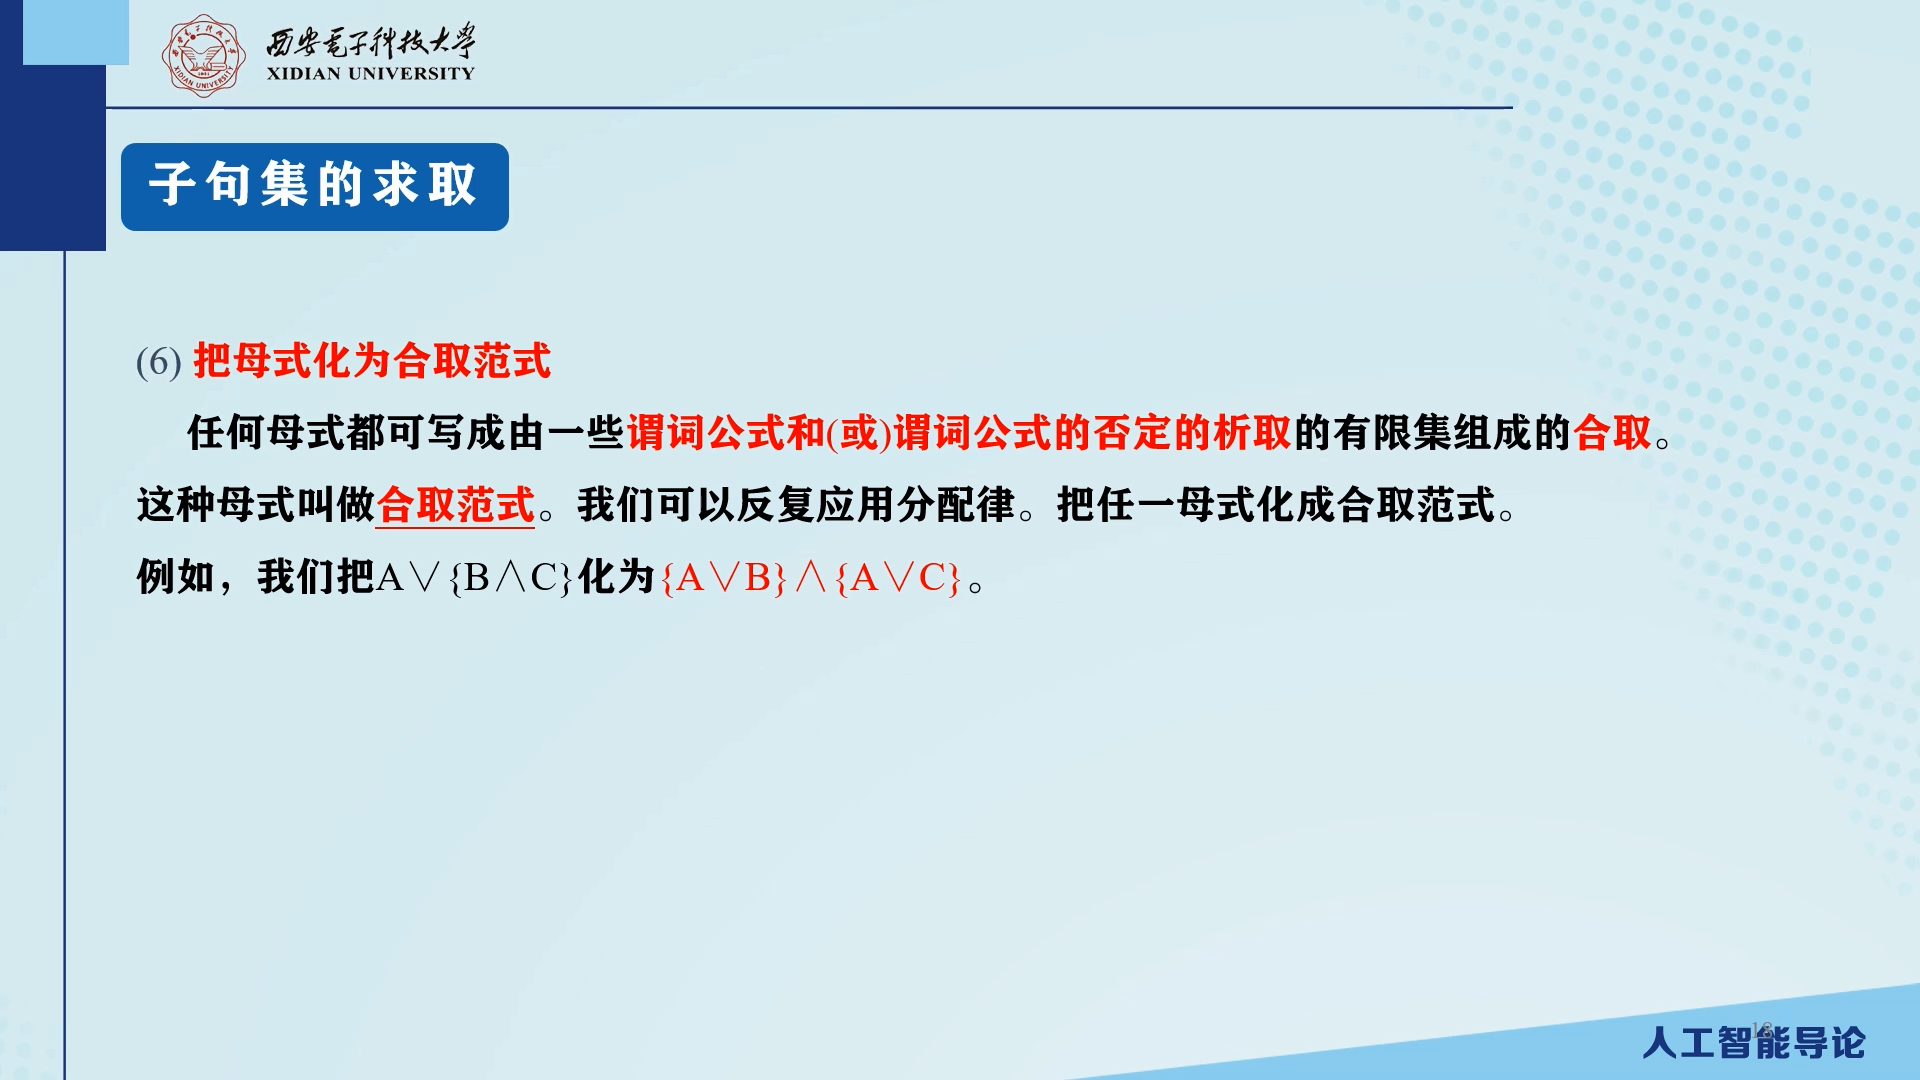 西安电子科技大学
XIDIAN UNIVERSITY
子句集的求取
(6) 把母式化为合取范式
任何母式都可写成由一些谓词公式和(或)谓词公式的否定的析取的有限集组成的合取。
这种母式叫做合取范式。我们可以反复应用分配律。把任一母式化成合取范式。
例如，我们把A∨{B∧C}化为{A∨B}∧{A∨C}。
18
人工智能导论